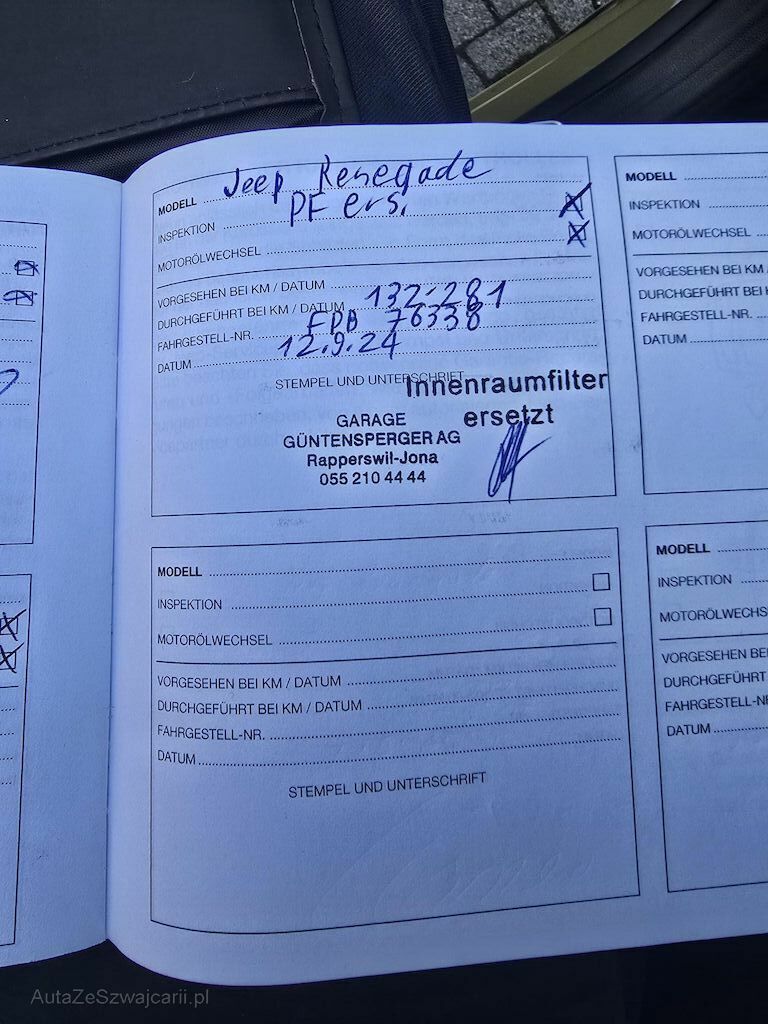 MODELL Jeep Renegade
INSPEKTION PF ers.
MOTORÖLWECHSEL
VORGESEHEN BEI KM / DATUM
DURCHGEFÜHRT BEI KM / DATUM 132-281
FAHRGESTELL-NR. FPB 76338
DATUM 12.9.24
STEMPEL UND UNTERSCHRIFT
Innenraumfilter
ersetzt
GARAGE
GÜNTENSPERGER AG
Rapperswil-Jona
055 210 44 44
MODELL
INSPEKTION
MOTORÖLWECHSEL
VORGESEHEN BEI KM / DATUM
DURCHGEFÜHRT BEI KM / DATUM
FAHRGESTELL-NR.
DATUM
STEMPEL UND UNTERSCHRIFT
MODELL
INSPEKTION
MOTORÖLWECHSEL
VORGESEHEN BEI KM
DURCHGEFÜHRT BEI
FAHRGESTELL-NR.
DATUM
MODELL
INSPEKTION
MOTORÖLWECHS
VORGESEHEN BEI
DURCHGEFÜHRT
FAHRGESTELL-NR
DATUM
AutaZeSzwajcarii.pl